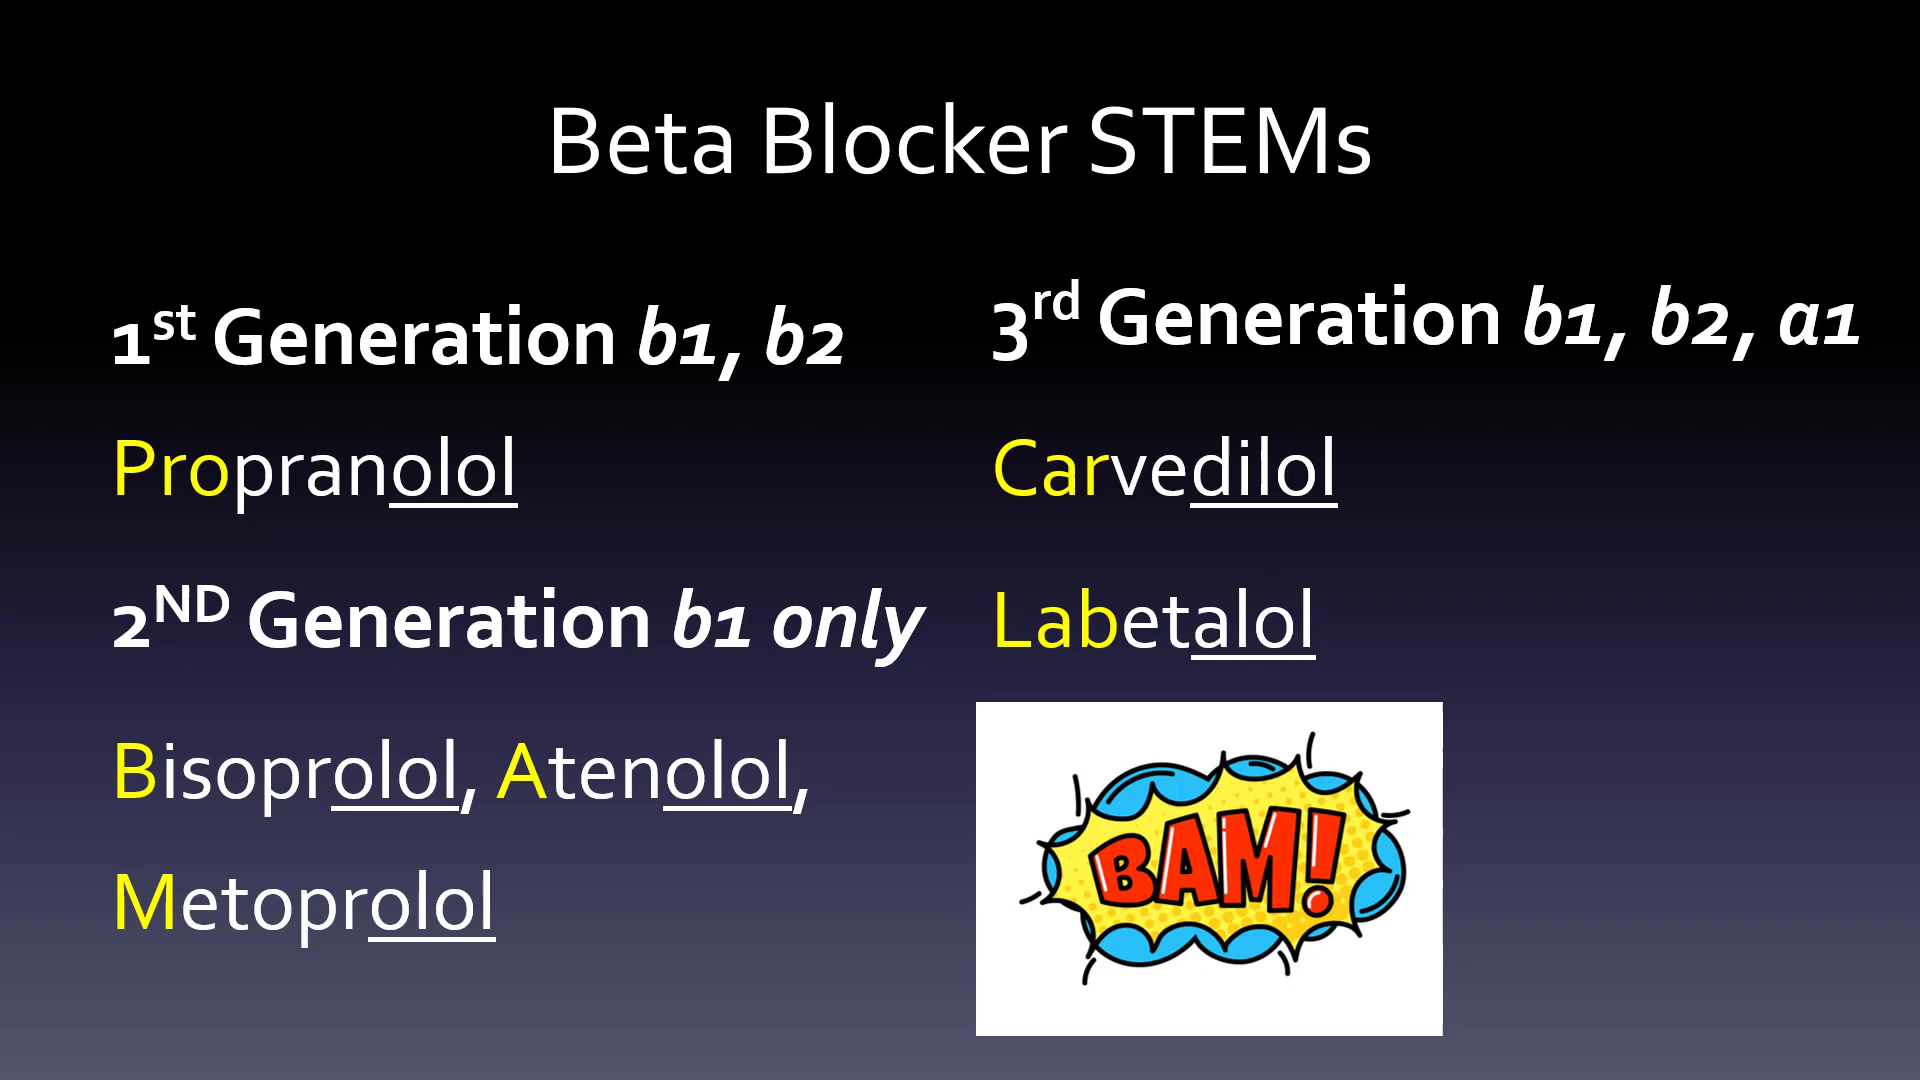 Beta Blocker STEMs
1st Generation b1, b2
Propranolol
2ND Generation b1 only
Bisoprolol, Atenolol,
Metoprolol
3rd Generation b1, b2, a1
Carvedilol
Labetalol
BAM!